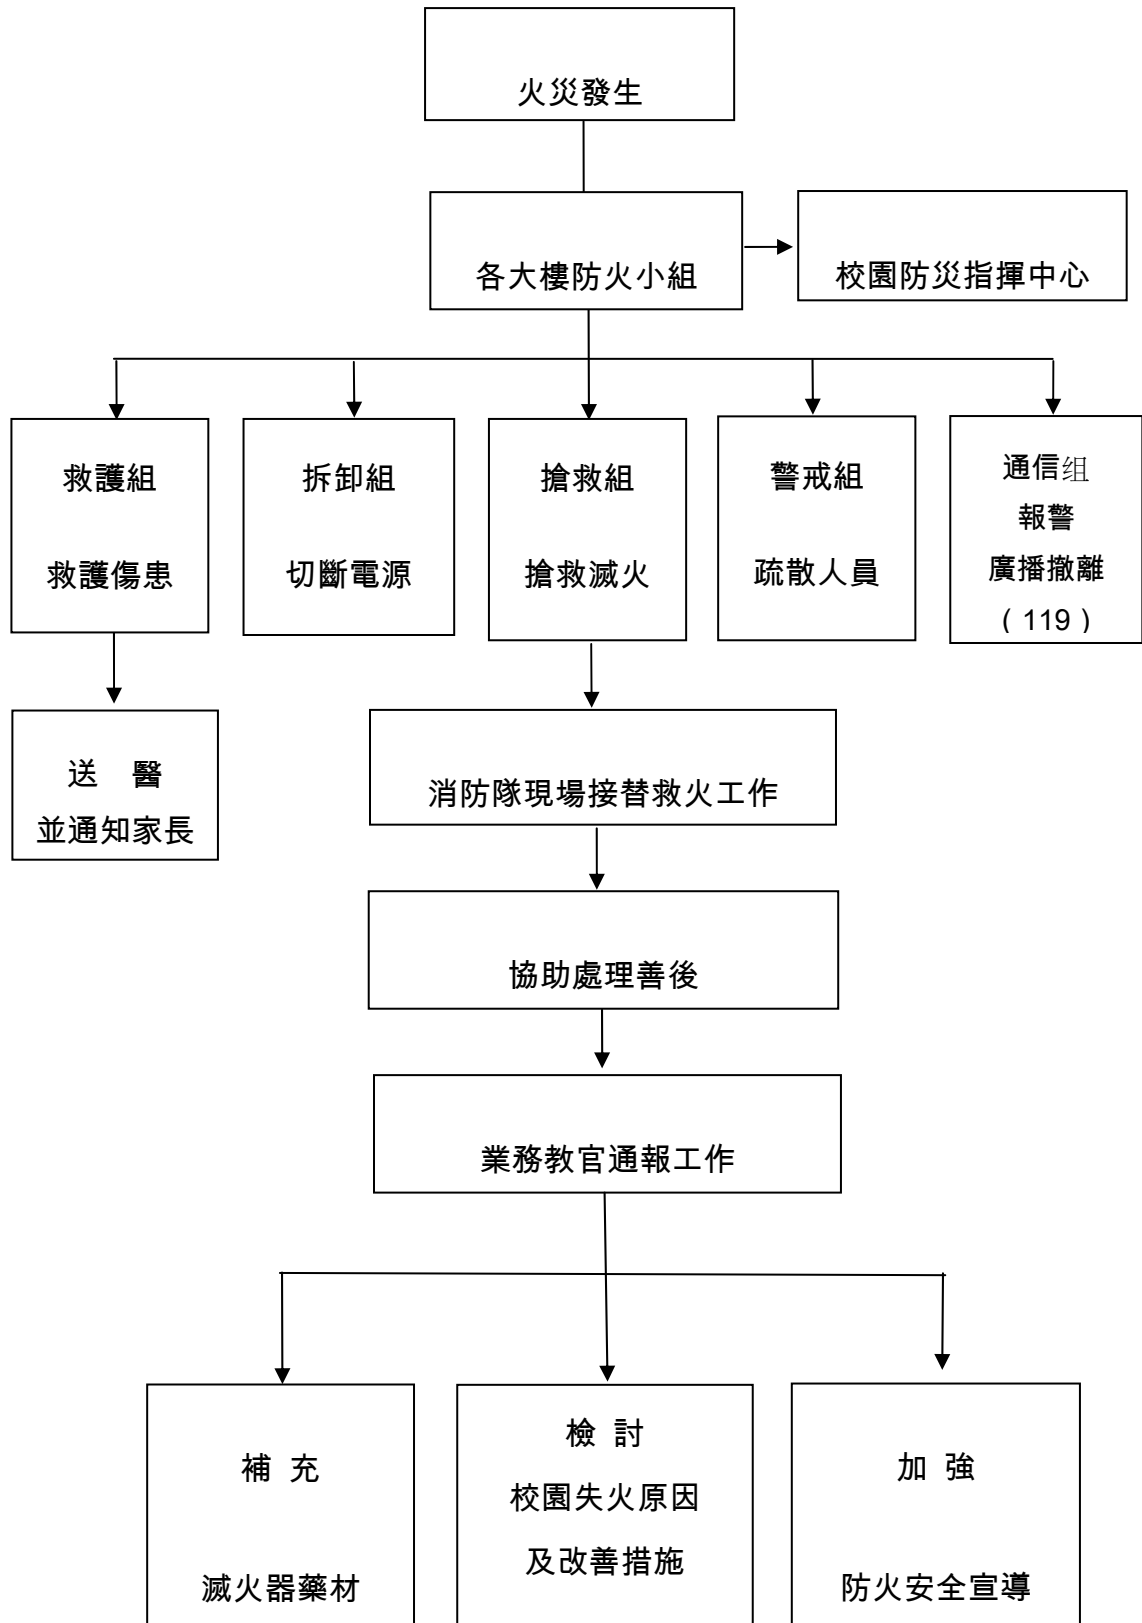 火災發生
各大樓防火小組
校園防災指揮中心
救護組
救護傷患
拆卸組
切斷電源
搶救組
搶救滅火
警戒組
疏散人員
通信组
報警
廣播撤離
( 119 )
送 醫
並通知家長
消防隊現場接替救火工作
協助處理善後
業務教官通報工作
補 充
滅火器藥材
檢 討
校園失火原因
及改善措施
加 強
防火安全宣導